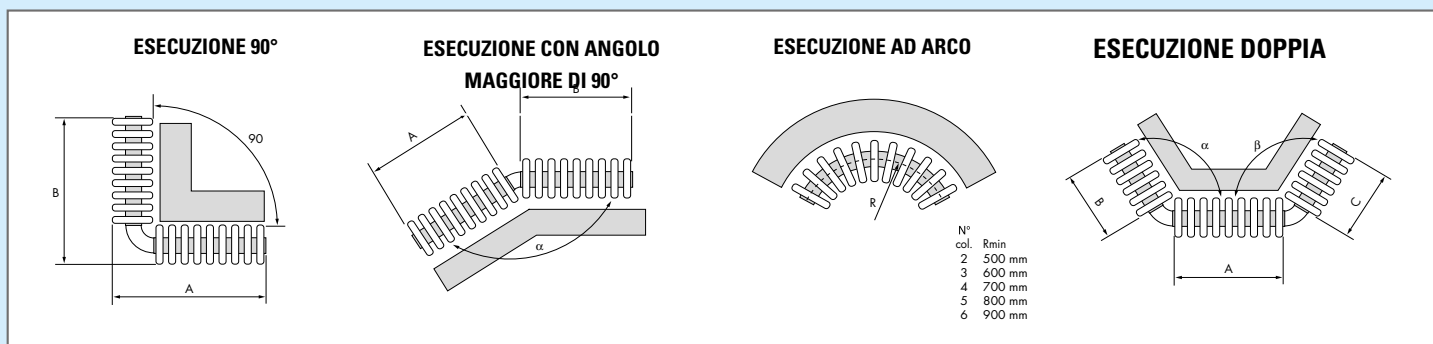 ESECUZIONE 90°
90
B
A
ESECUZIONE CON ANGOLO
MAGGIORE DI 90°
B
A
α
ESECUZIONE AD ARCO
R
N°
col. Rmin
2 500 mm
3 600 mm
4 700 mm
5 800 mm
6 900 mm
ESECUZIONE DOPPIA
α
β
B
C
A